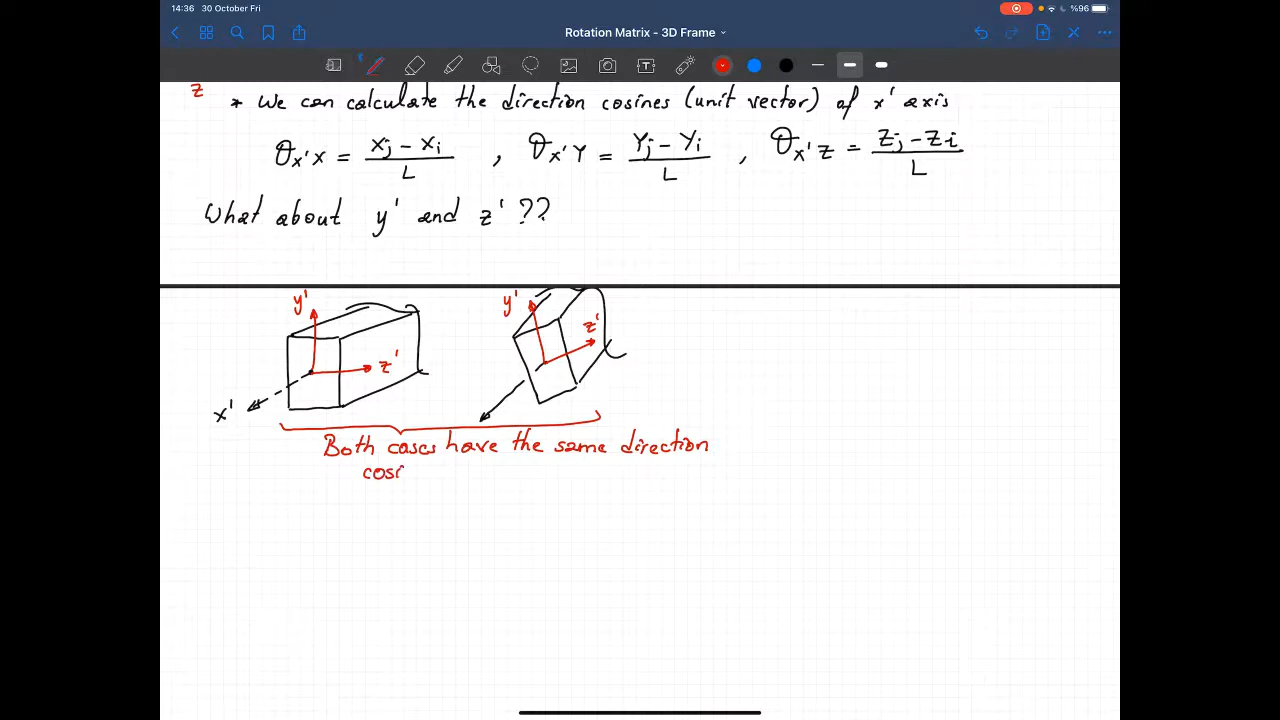 14:36 30 October Fri
%96
Rotation Matrix - 3D Frame
z * We can calculate the direction cosines (unit vector) of x' axis
θx'X = Xj - Xi / L , θx'Y = Yj - Yi / L , θx'Z = Zj - Zi / L
What about y' and z' ??
y' y'
z' z'
x'
Both cases have the same direction
cosi